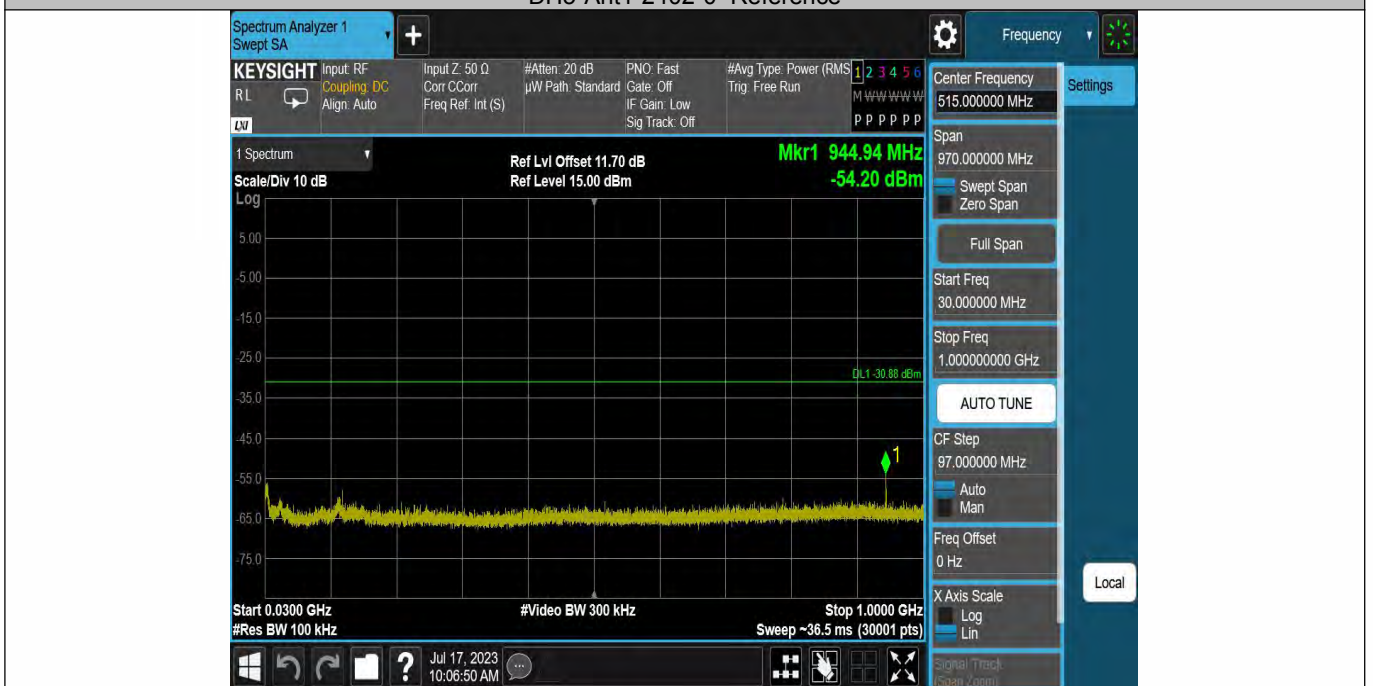 Spectrum Analyzer 1
Swept SA
+
Frequency
KEYSIGHT
RL
LXI
Input: RF
Coupling: DC
Align: Auto
Input Z: 50 Ω
Corr CCorr
Freq Ref: Int (S)
#Atten: 20 dB
µW Path: Standard
PNO: Fast
Gate: Off
IF Gain: Low
Sig Track: Off
#Avg Type: Power (RMS
Trig: Free Run
1 2 3 4 5 6
M W W W W W
P P P P P P
Center Frequency
515.000000 MHz
Settings
1 Spectrum
Scale/Div 10 dB
Log
Ref Lvl Offset 11.70 dB
Ref Level 15.00 dBm
Mkr1 944.94 MHz
-54.20 dBm
Span
970.000000 MHz
Swept Span
Zero Span
Full Span
Start Freq
30.000000 MHz
Stop Freq
1.000000000 GHz
AUTO TUNE
CF Step
97.000000 MHz
Auto
Man
Freq Offset
0 Hz
X Axis Scale
Log
Lin
Signal Track
(Span Zoom)
Local
5.00
-5.00
-15.0
-25.0
DL1 -30.88 dBm
-35.0
-45.0
1
-55.0
-65.0
-75.0
Start 0.0300 GHz
#Res BW 100 kHz
#Video BW 300 kHz
Stop 1.0000 GHz
Sweep ~36.5 ms (30001 pts)
?
Jul 17, 2023
10:06:50 AM